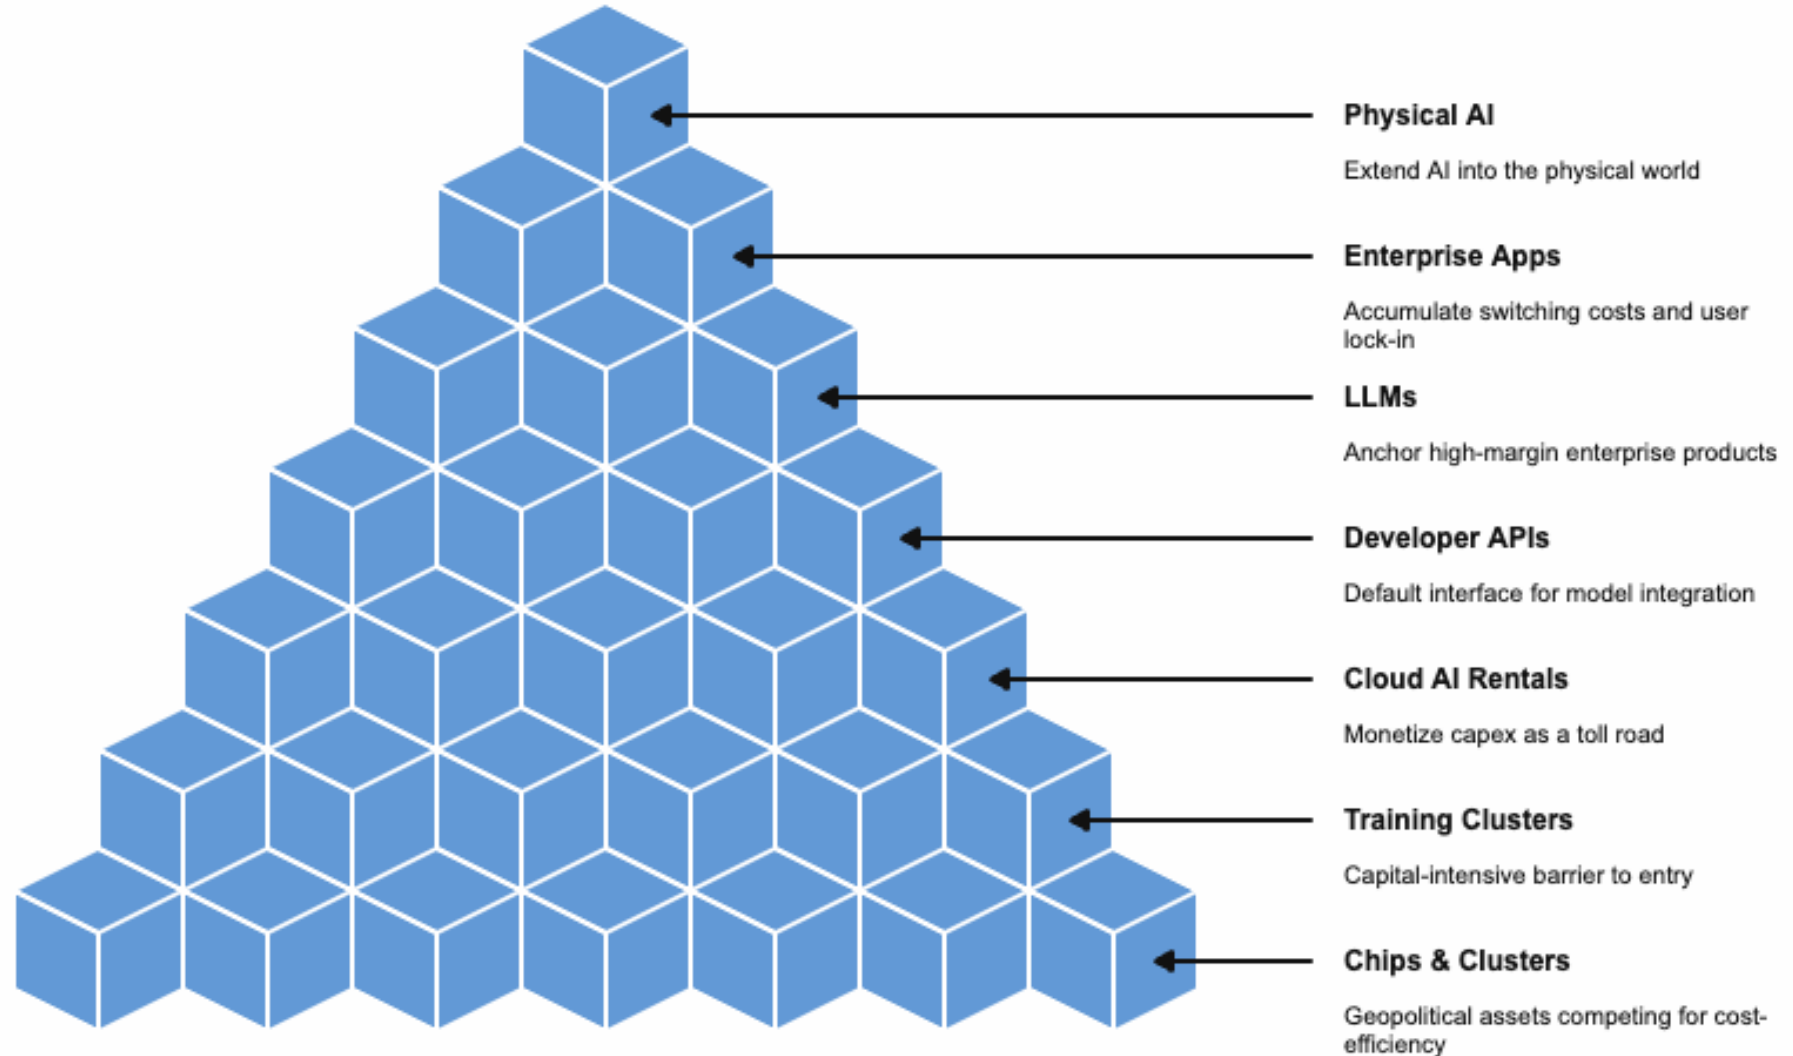 Physical AI
Extend AI into the physical world
Enterprise Apps
Accumulate switching costs and user
lock-in
LLMs
Anchor high-margin enterprise products
Developer APIs
Default interface for model integration
Cloud AI Rentals
Monetize capex as a toll road
Training Clusters
Capital-intensive barrier to entry
Chips & Clusters
Geopolitical assets competing for cost-
efficiency